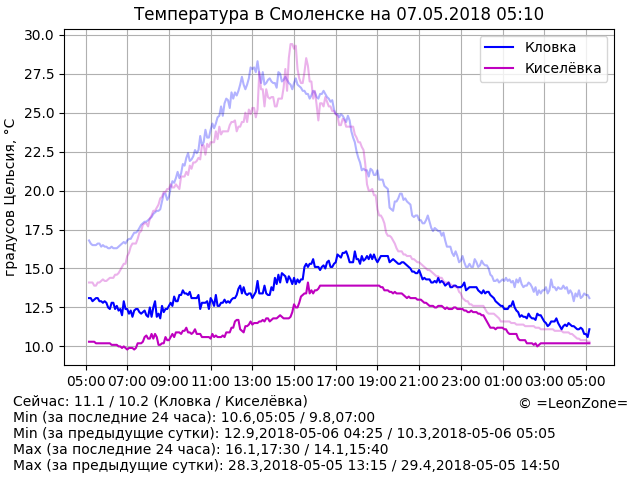 Температура в Смоленске на 07.05.2018 05:10
30.0
27.5
25.0
22.5
20.0
17.5
15.0
12.5
10.0
градусов Цельсия, °C
Кловка
Киселёвка
05:00 07:00 09:00 11:00 13:00 15:00 17:00 19:00 21:00 23:00 01:00 03:00 05:00
Сейчас: 11.1 / 10.2 (Кловка / Киселёвка)
© =LeonZone=
Min (за последние 24 часа): 10.6,05:05 / 9.8,07:00
Min (за предыдущие сутки): 12.9,2018-05-06 04:25 / 10.3,2018-05-06 05:05
Max (за последние 24 часа): 16.1,17:30 / 14.1,15:40
Max (за предыдущие сутки): 28.3,2018-05-05 13:15 / 29.4,2018-05-05 14:50